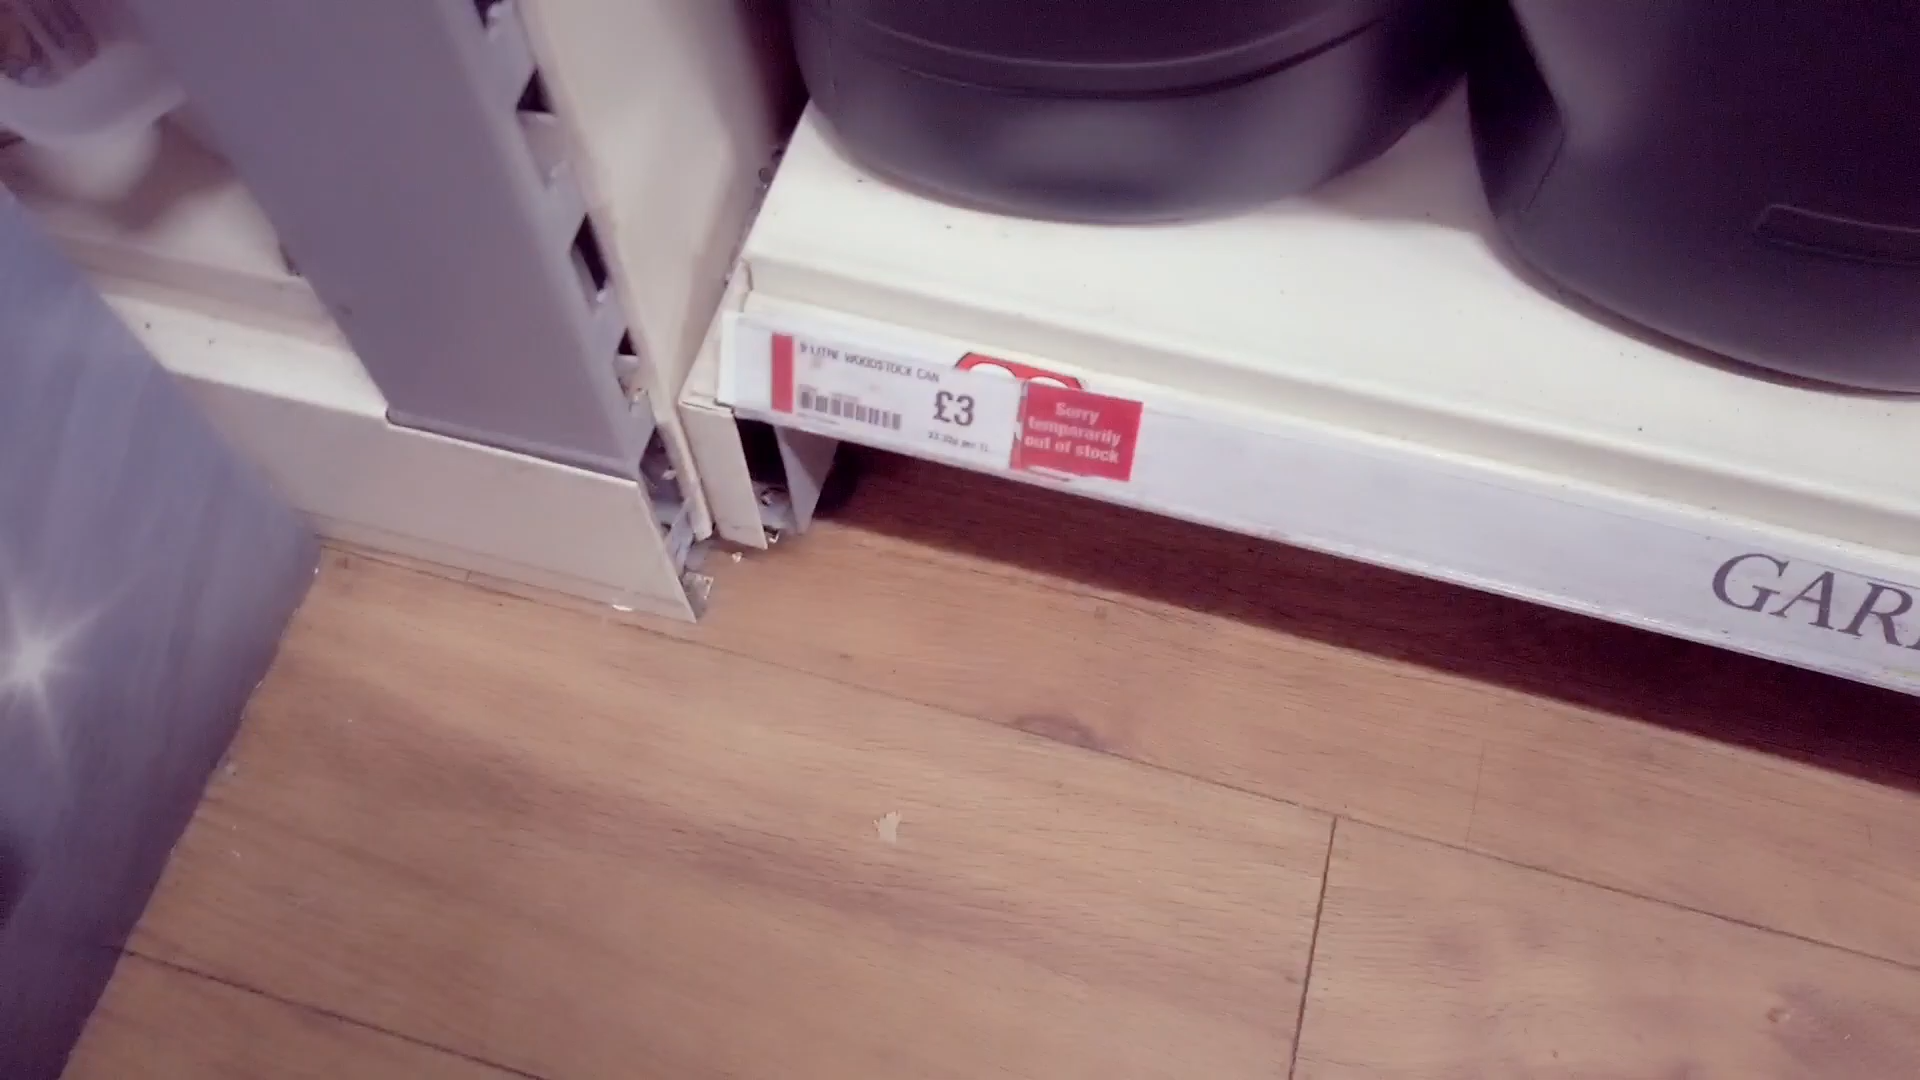 9 LITRE WOODSTOCK CAN
£3
Sorry
temporarily
out of stock
GAR